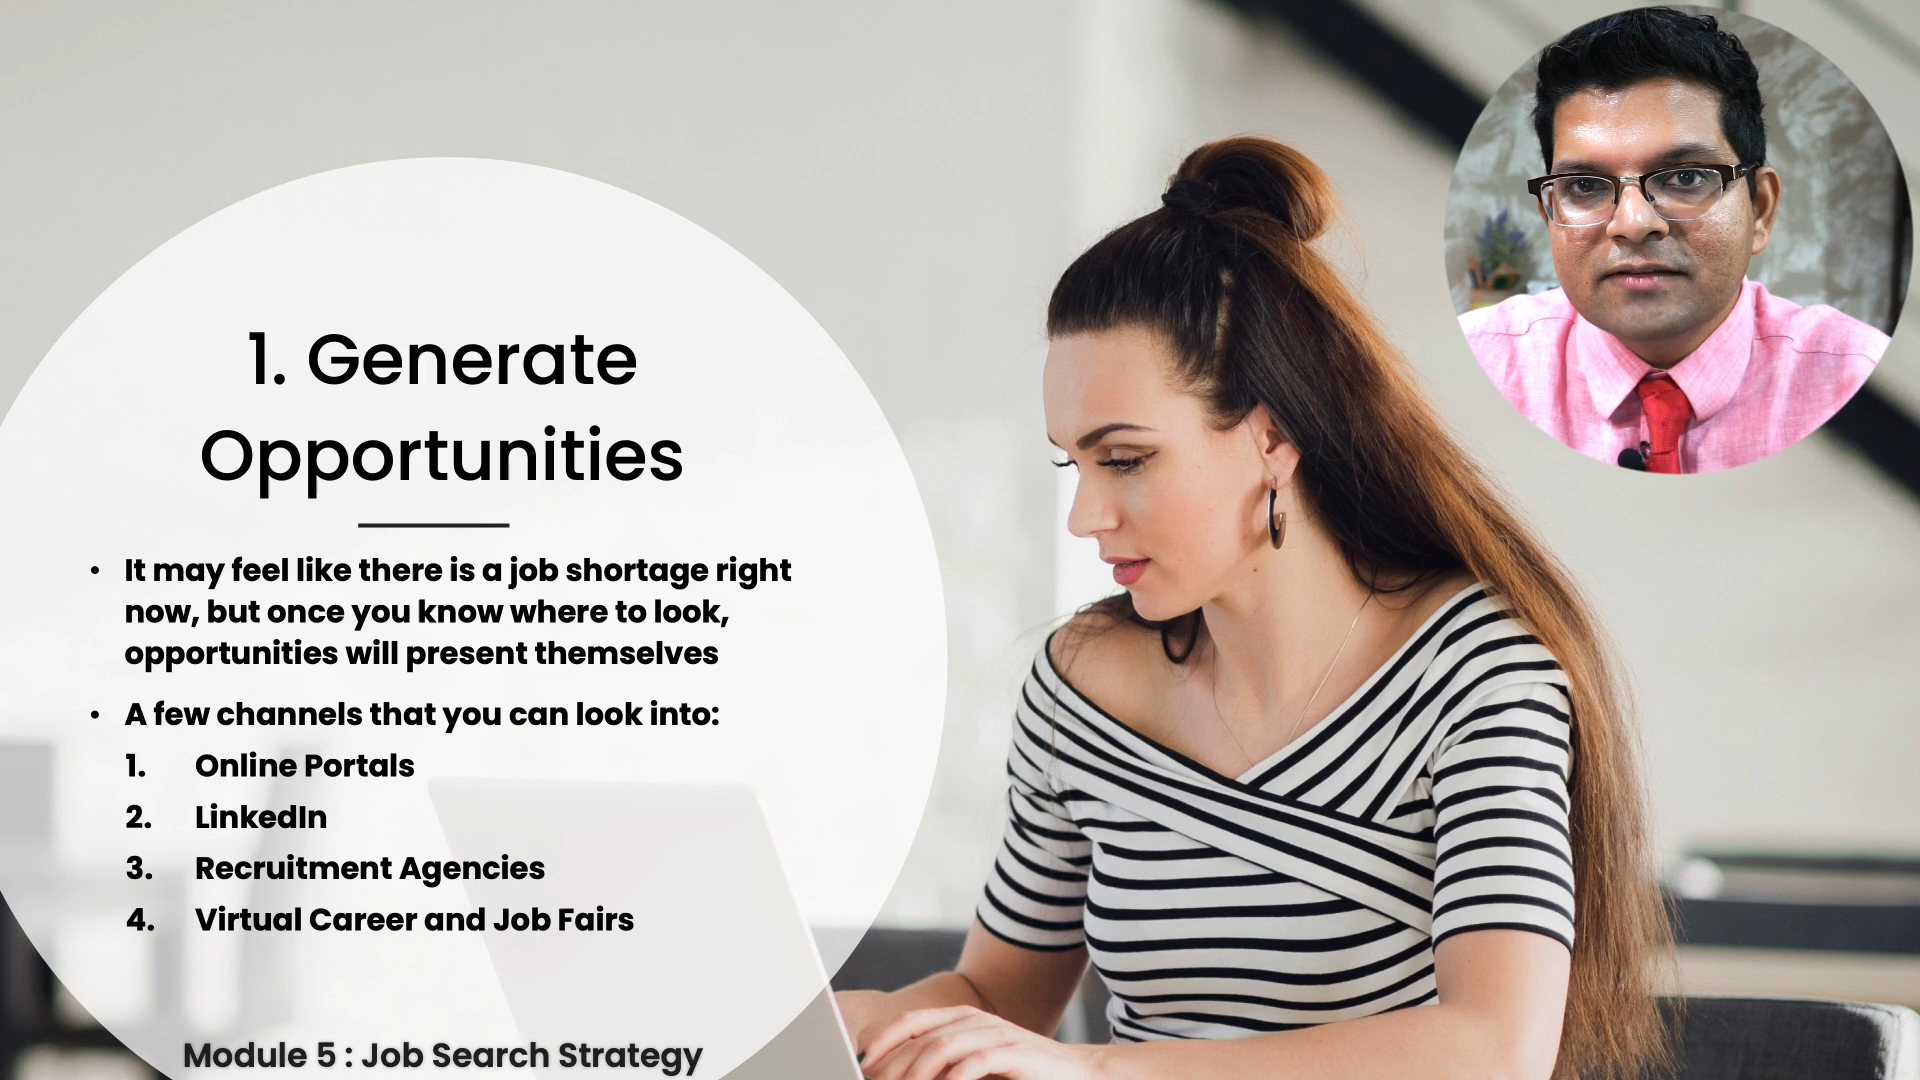 1. Generate
Opportunities
• It may feel like there is a job shortage right
now, but once you know where to look,
opportunities will present themselves
• A few channels that you can look into:
1. Online Portals
2. LinkedIn
3. Recruitment Agencies
4. Virtual Career and Job Fairs
Module 5 : Job Search Strategy